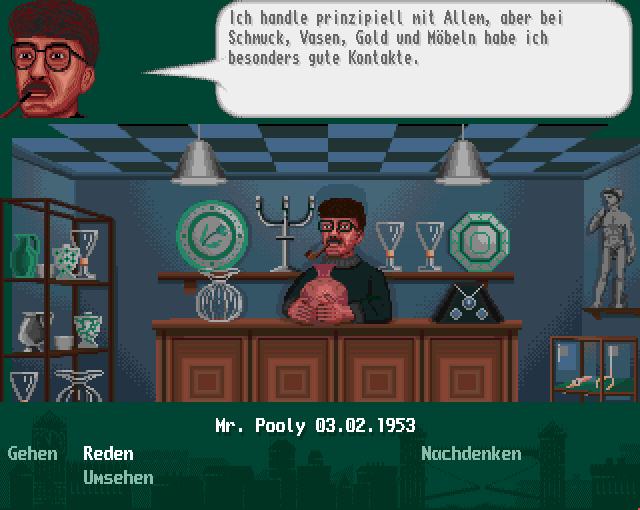 Ich handle prinzipiell mit Allem, aber bei
Schmuck, Vasen, Gold und Möbeln habe ich
besonders gute Kontakte.
Mr. Pooly 03.02.1953
Gehen Reden Nachdenken
Umsehen